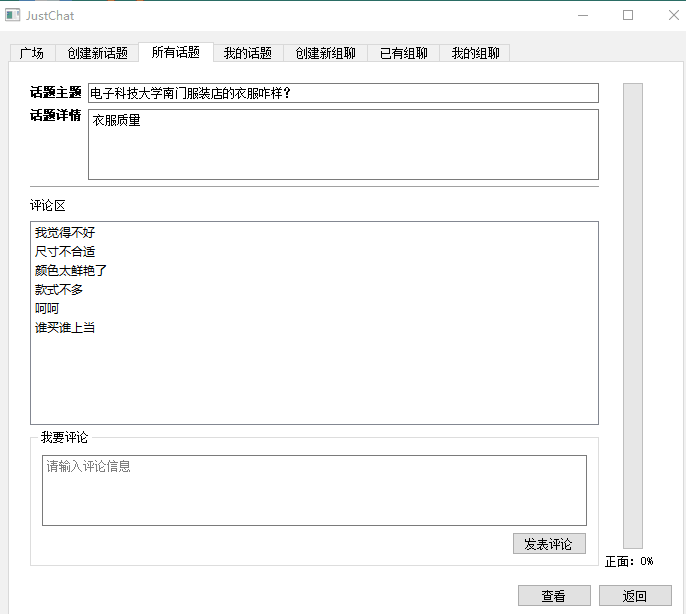 JustChat
广场 创建新话题 所有话题 我的话题 创建新组聊 已有组聊 我的组聊
话题主题 电子科技大学南门服装店的衣服咋样?
话题详情 衣服质量
评论区
我觉得不好
尺寸不合适
颜色太鲜艳了
款式不多
呵呵
谁买谁上当
我要评论
请输入评论信息
发表评论
正面: 0%
查看 返回